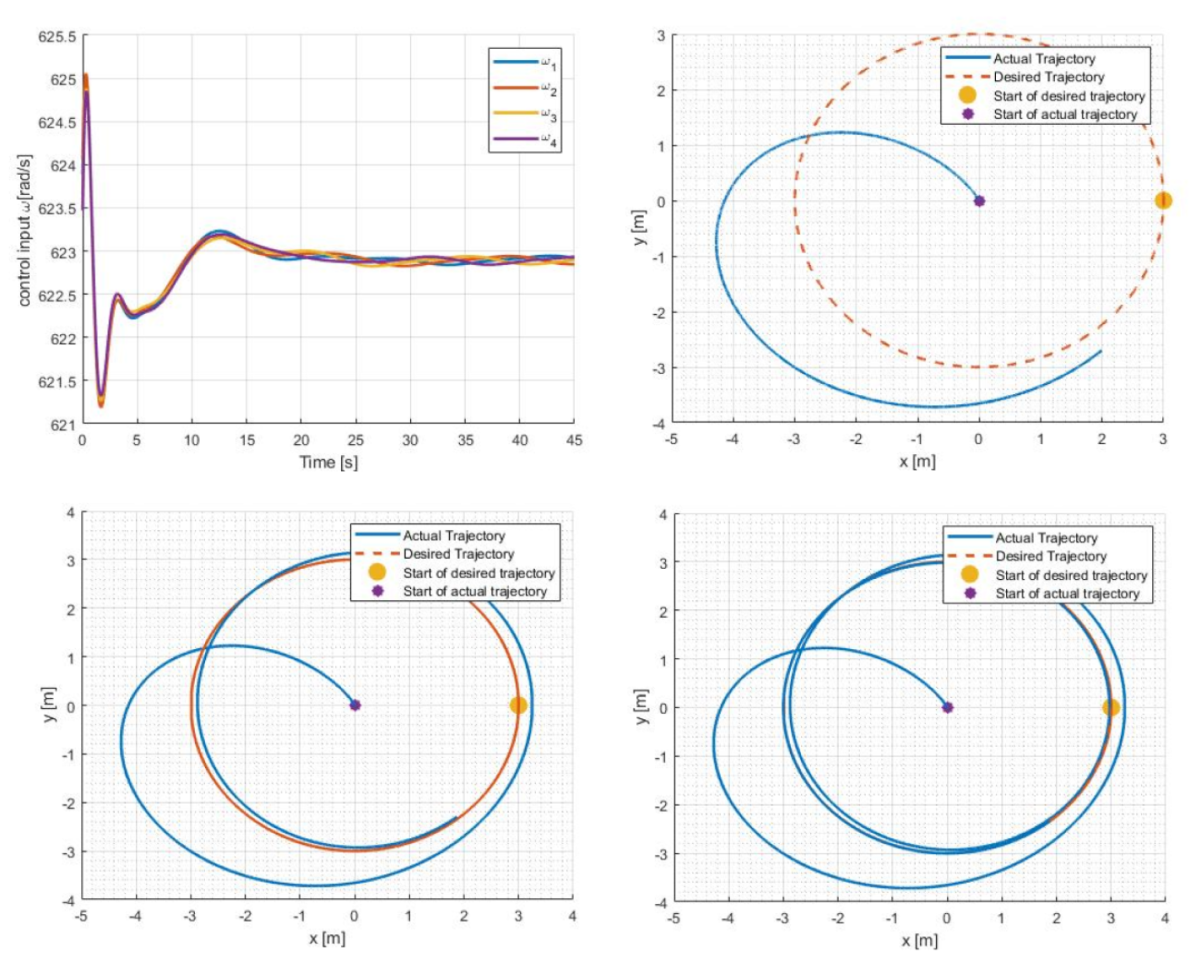 625.5
625
624.5
624
623.5
623
622.5
622
621.5
621
0 5 10 15 20 25 30 35 40 45
control input ω[rad/s]
Time [s]
ω1
ω2
ω3
ω4
3
2
1
0
-1
-2
-3
-4
-5 -4 -3 -2 -1 0 1 2 3
y [m]
x [m]
Actual Trajectory
Desired Trajectory
Start of desired trajectory
Start of actual trajectory
4
3
2
1
0
-1
-2
-3
-4
-5 -4 -3 -2 -1 0 1 2 3 4
y [m]
x [m]
Actual Trajectory
Desired Trajectory
Start of desired trajectory
Start of actual trajectory
4
3
2
1
0
-1
-2
-3
-4
-5 -4 -3 -2 -1 0 1 2 3 4
y [m]
x [m]
Actual Trajectory
Desired Trajectory
Start of desired trajectory
Start of actual trajectory